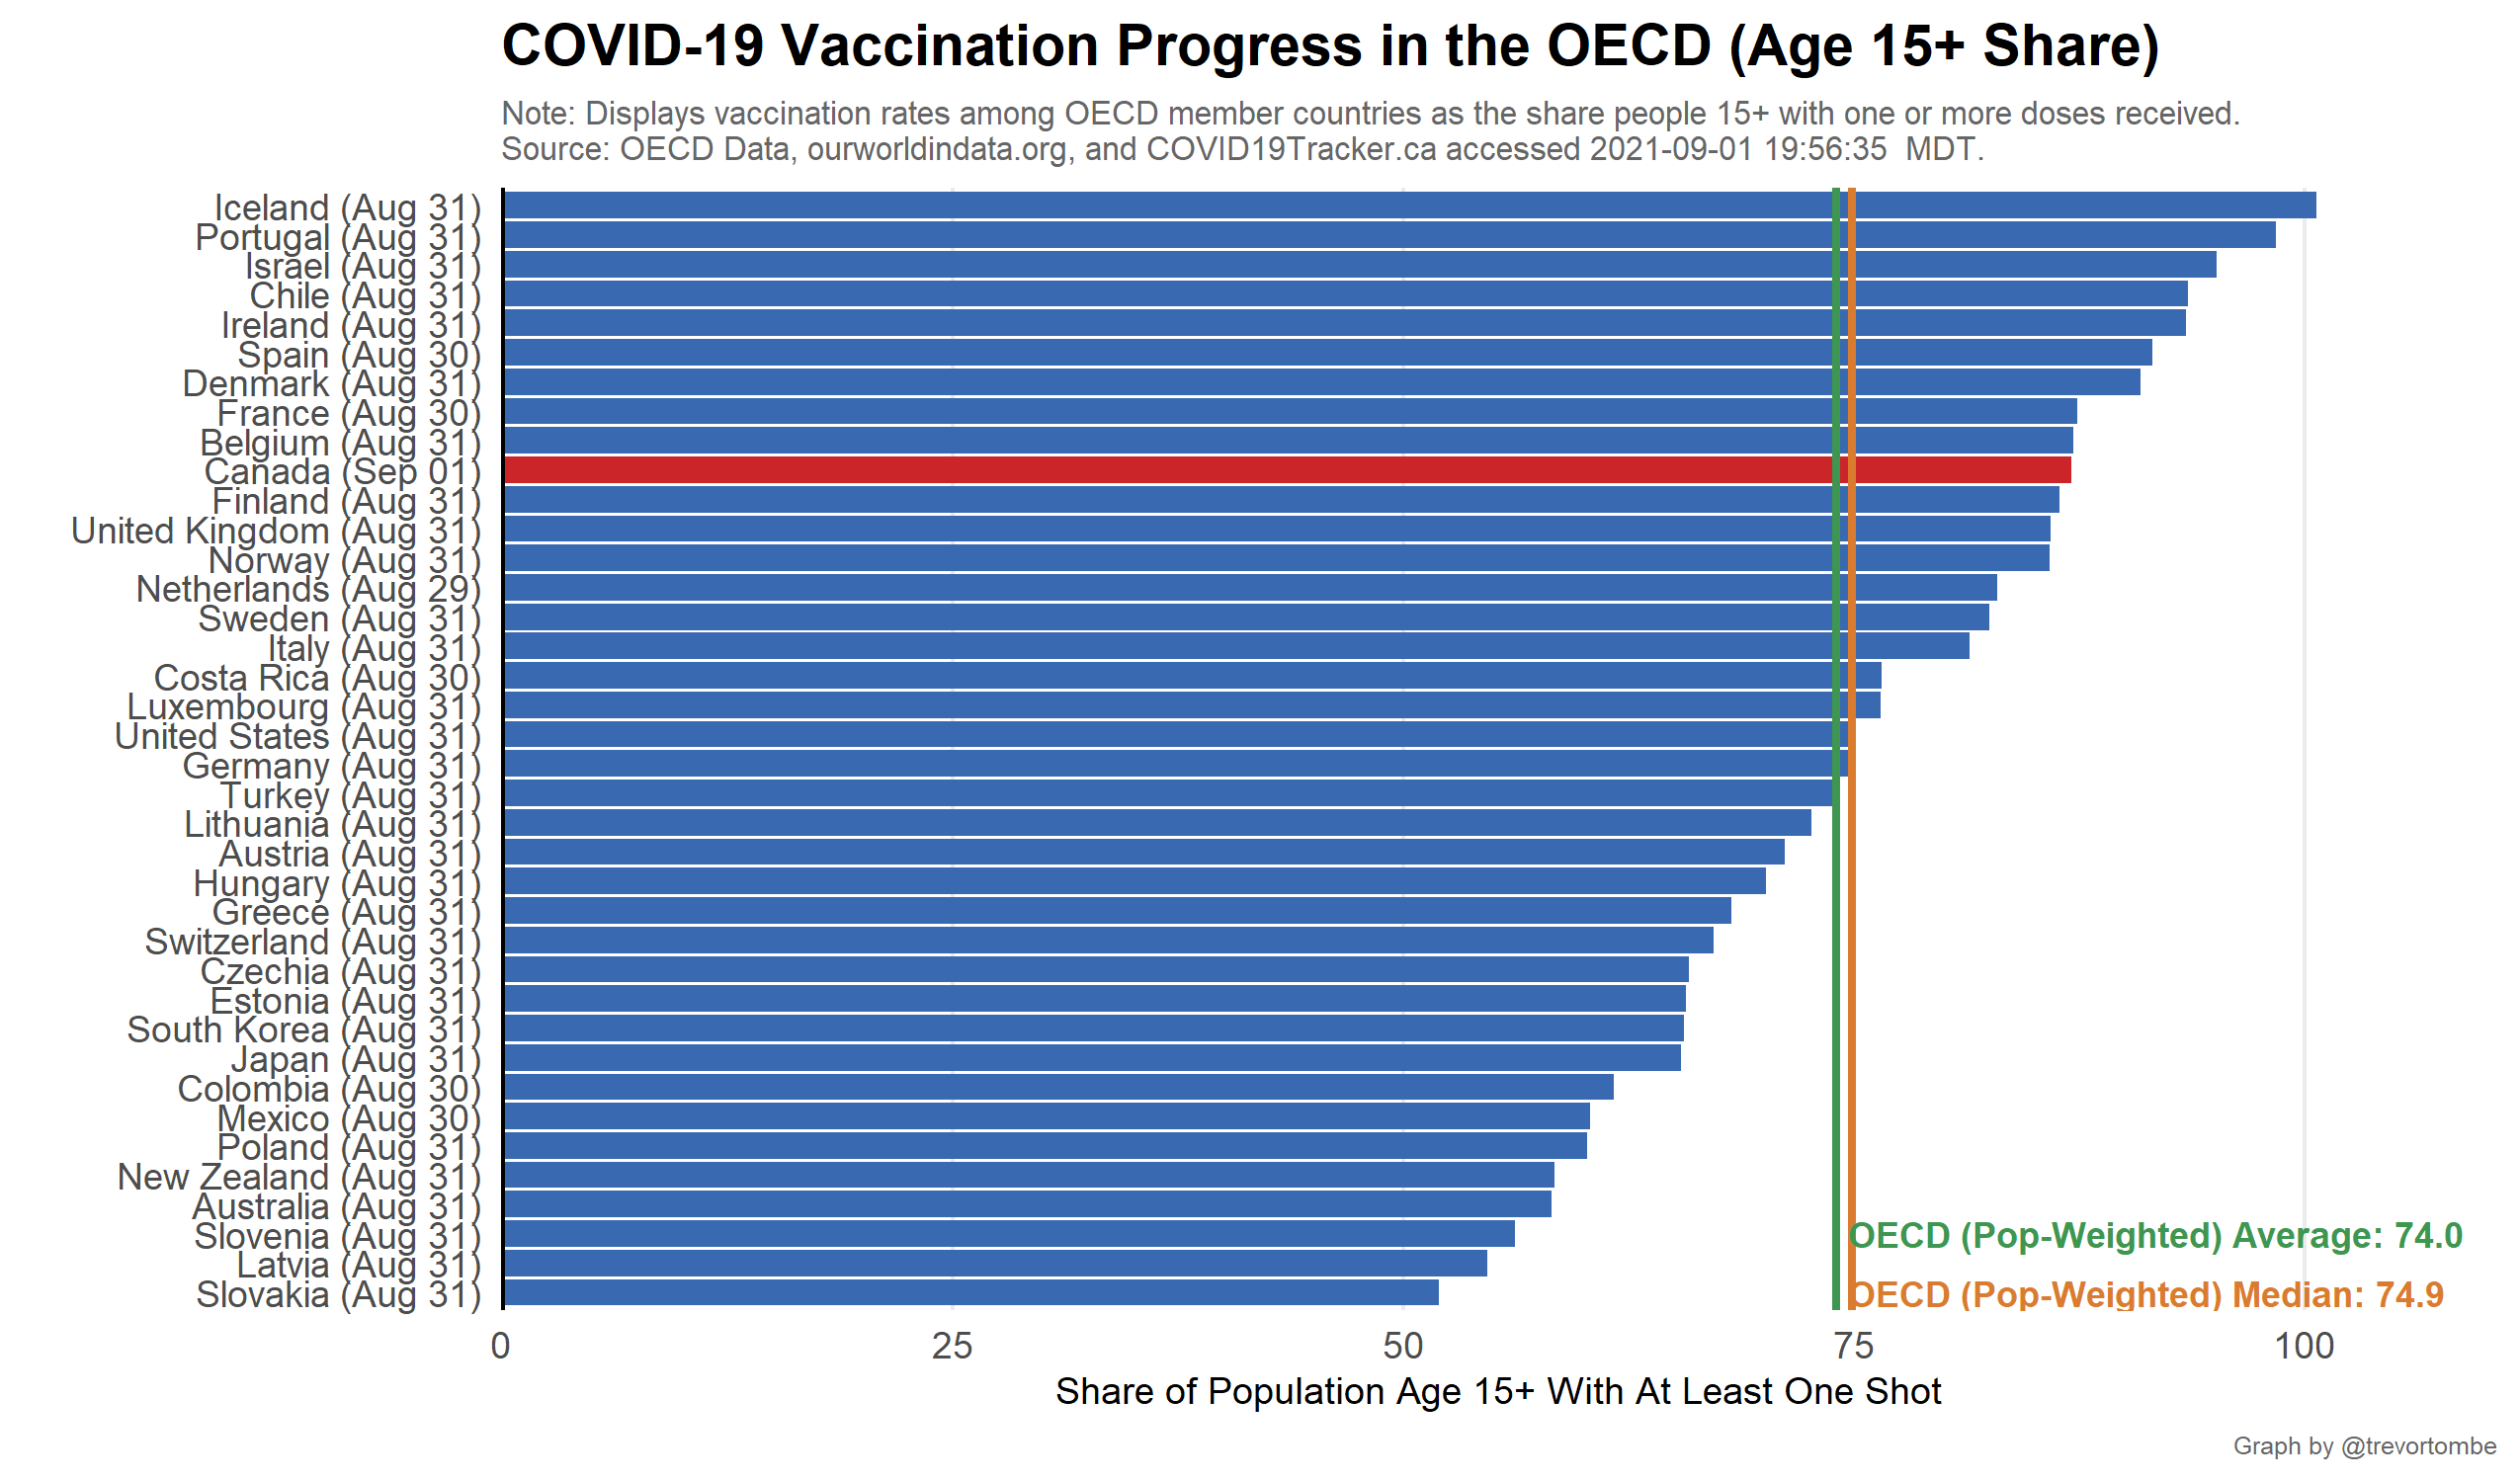 COVID-19 Vaccination Progress in the OECD (Age 15+ Share)
Note: Displays vaccination rates among OECD member countries as the share people 15+ with one or more doses received.
Source: OECD Data, ourworldindata.org, and COVID19Tracker.ca accessed 2021-09-01 19:56:35  MDT.
Iceland (Aug 31)
Portugal (Aug 31)
Israel (Aug 31)
Chile (Aug 31)
Ireland (Aug 31)
Spain (Aug 30)
Denmark (Aug 31)
France (Aug 30)
Belgium (Aug 31)
Canada (Sep 01)
Finland (Aug 31)
United Kingdom (Aug 31)
Norway (Aug 31)
Netherlands (Aug 29)
Sweden (Aug 31)
Italy (Aug 31)
Costa Rica (Aug 30)
Luxembourg (Aug 31)
United States (Aug 31)
Germany (Aug 31)
Turkey (Aug 31)
Lithuania (Aug 31)
Austria (Aug 31)
Hungary (Aug 31)
Greece (Aug 31)
Switzerland (Aug 31)
Czechia (Aug 31)
Estonia (Aug 31)
South Korea (Aug 31)
Japan (Aug 31)
Colombia (Aug 30)
Mexico (Aug 30)
Poland (Aug 31)
New Zealand (Aug 31)
Australia (Aug 31)
Slovenia (Aug 31)
Latvia (Aug 31)
Slovakia (Aug 31)
OECD (Pop-Weighted) Average: 74.0
OECD (Pop-Weighted) Median: 74.9
0 25 50 75 100
Share of Population Age 15+ With At Least One Shot
Graph by @trevortombe